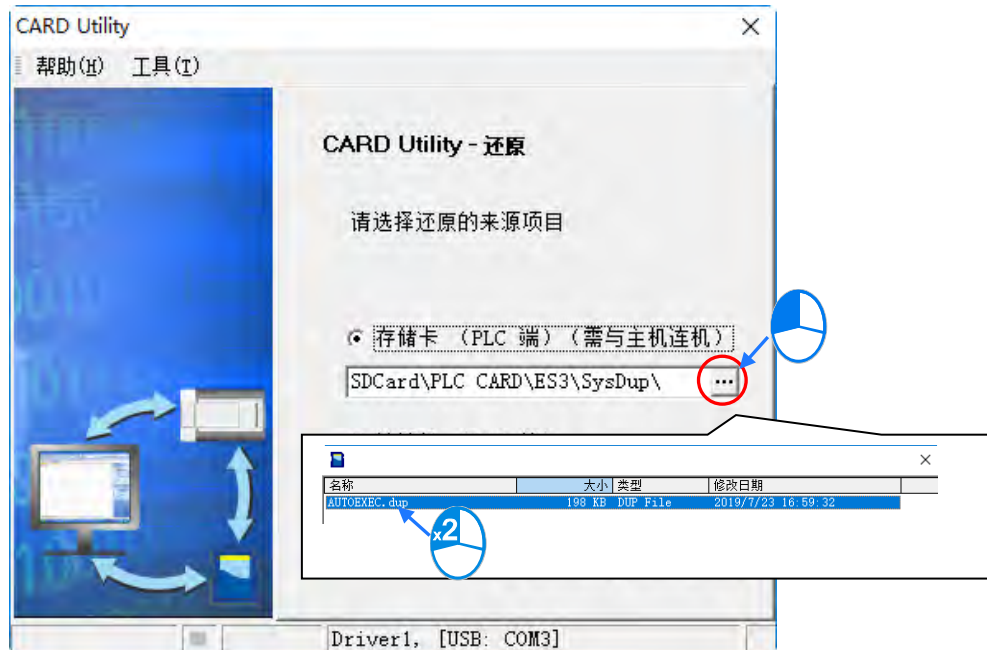 CARD Utility
帮助(H) 工具(T)
CARD Utility - 还原
请选择还原的来源项目
存储卡 （PLC 端）（需与主机连机）
SDCard\PLC CARD\ES3\SysDup\ ...
名称 大小 类型 修改日期
AUTOEXEC.dup 198 KB DUP File 2019/7/23 16:59:32
x2
Driver1, [USB: COM3]